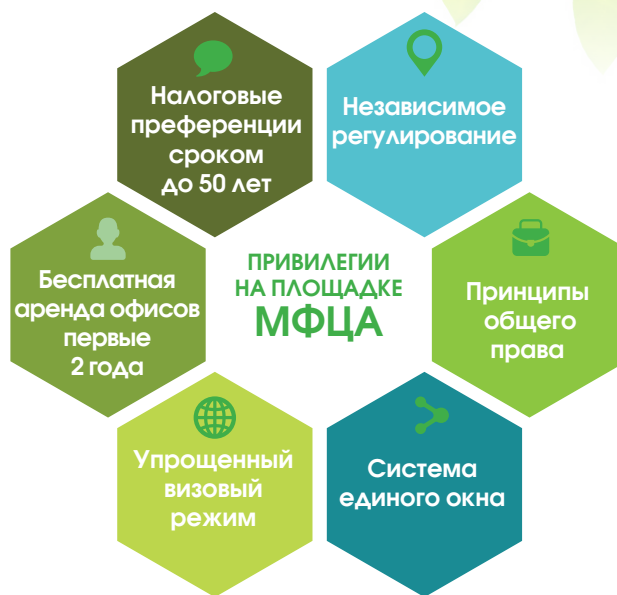 Налоговые
преференции
сроком
до 50 лет
Независимое
регулирование
Бесплатная
аренда офисов
первые
2 года
ПРИВИЛЕГИИ
НА ПЛОЩАДКЕ
МФЦА
Принципы
общего
права
Упрощенный
визовый
режим
Система
единого окна